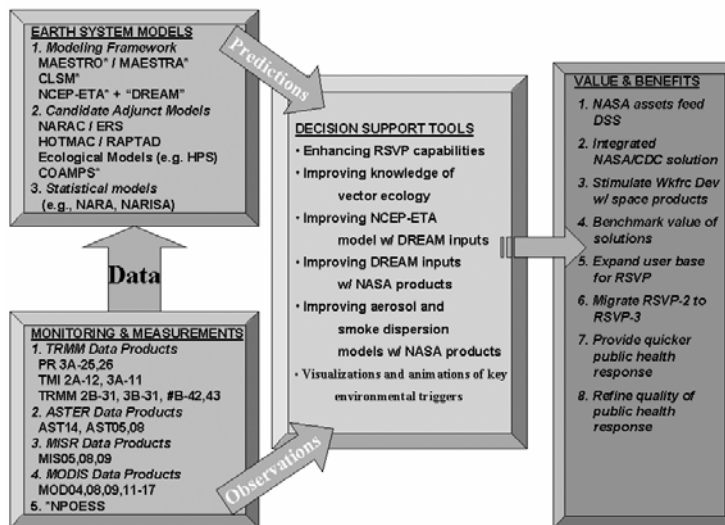 EARTH SYSTEM MODELS
1. Modeling Framework
MAESTRO* / MAESTRA*
CLSM*
NCEP-ETA* + "DREAM"*
2. Candidate Adjunct Models
NARAC / ERS
HOTMAC / RAPTAD
Ecological Models (e.g. HPS)
COAMPS*
3. Statistical models
(e.g., NARA, NARISA)
Data
MONITORING & MEASUREMENTS
1. TRMM Data Products
PR 3A-25,26
TMI 2A-12, 3A-11
TRMM 2B-31, 3B-31, #B-42,43
2. ASTER Data Products
AST14, AST05,08
3. MISR Data Products
MIS05,08,09
4. MODIS Data Products
MOD04,08,09,11-17
5. *NPOESS
Predictions
Observations
DECISION SUPPORT TOOLS
• Enhancing RSVP capabilities
• Improving knowledge of
vector ecology
• Improving NCEP-ETA
model w/ DREAM inputs
• Improving DREAM inputs
w/ NASA products
• Improving aerosol and
smoke dispersion
models w/ NASA products
• Visualizations and animations of key
environmental triggers
VALUE & BENEFITS
1. NASA assets feed
DSS
2. Integrated
NASA/CDC solution
3. Stimulate Wkfrc Dev
w/ space products
4. Benchmark value of
solutions
5. Expand user base
for RSVP
6. Migrate RSVP-2 to
RSVP-3
7. Provide quicker
public health
response
8. Refine quality of
public health
response